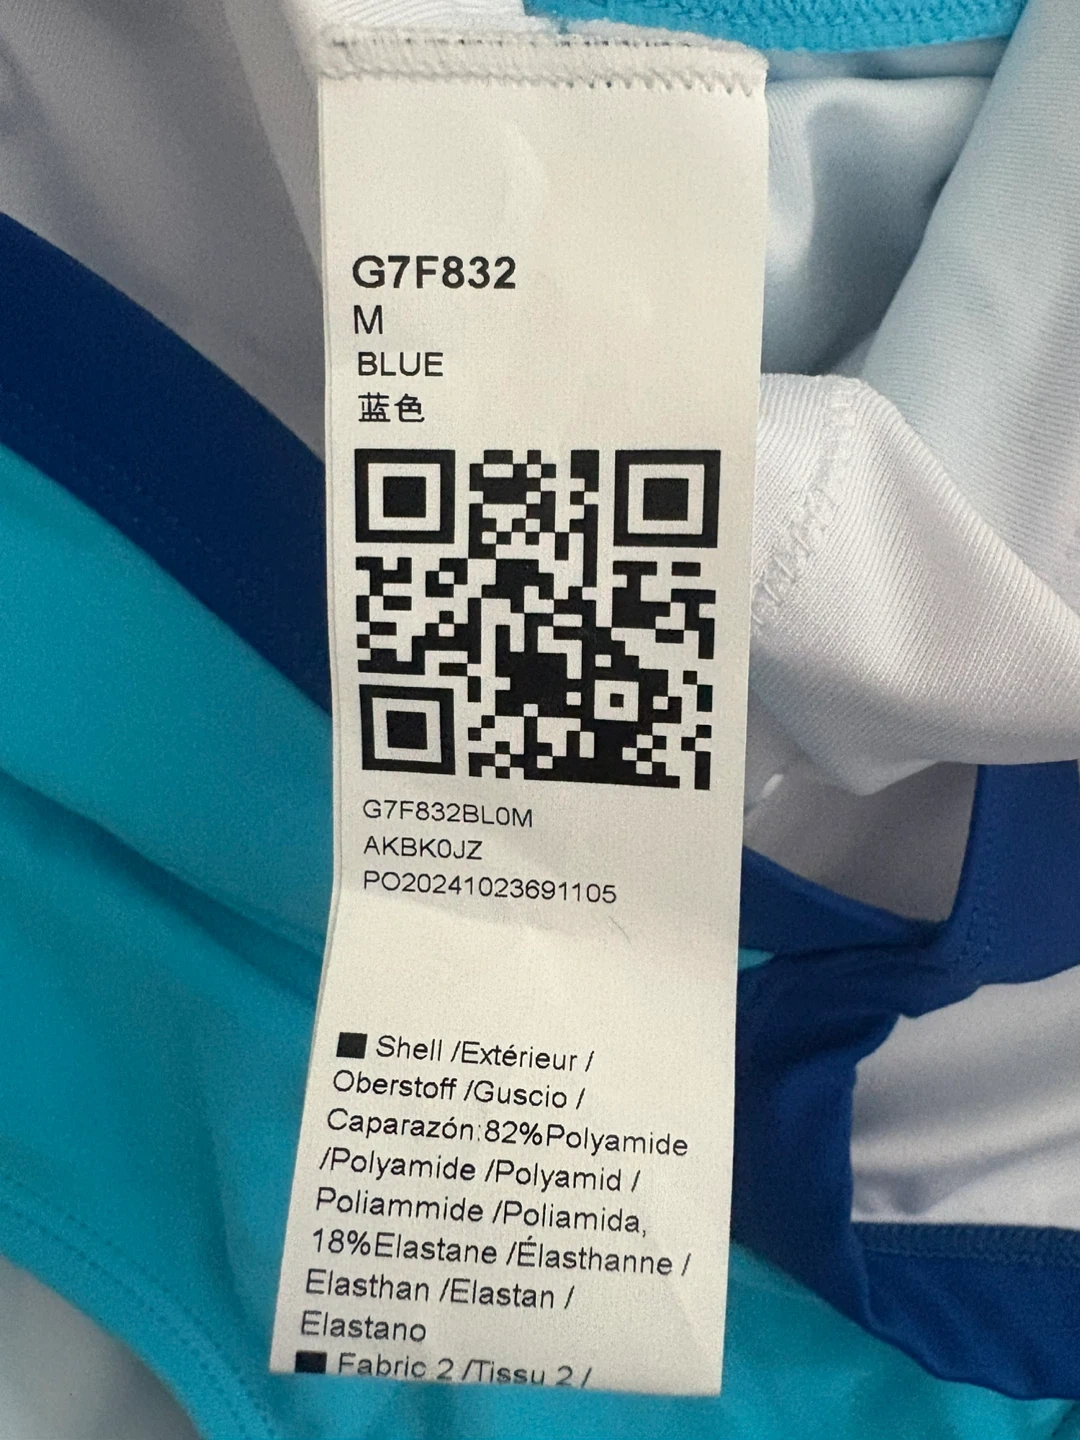 G7F832
M
BLUE
蓝色
G7F832BL0M
AKBK0JZ
PO20241023691105
■ Shell /Extérieur /
Oberstoff /Guscio /
Caparazón:82%Polyamide
/Polyamide /Polyamid /
Poliammide /Poliamida,
18%Elastane /Élasthanne /
Elasthan /Elastan /
Elastano
■ Fabric 2 /Tissu 2 /